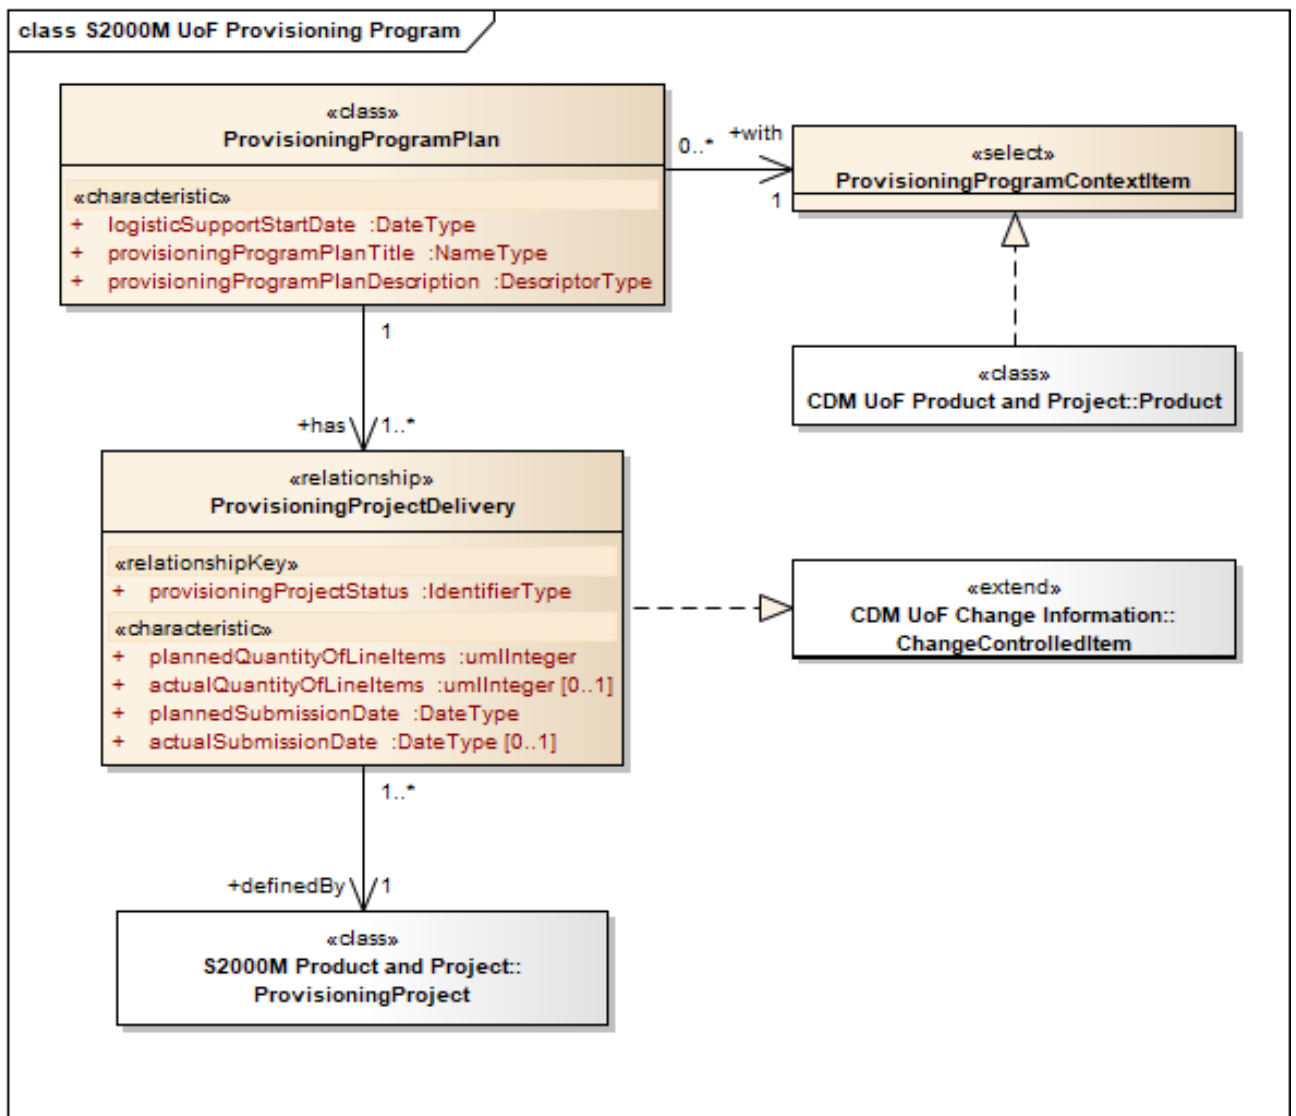 class S2000M UoF Provisioning Program
«class»
ProvisioningProgramPlan
«characteristic»
+ logisticSupportStartDate :DateType
+ provisioningProgramPlanTitle :NameType
+ provisioningProgramPlanDescription :DescriptorType
0..*
+with
1
«select»
ProvisioningProgramContextItem
«class»
CDM UoF Product and Project::Product
1
+has
1..*
«relationship»
ProvisioningProjectDelivery
«relationshipKey»
+ provisioningProjectStatus :IdentifierType
«characteristic»
+ plannedQuantityOfLineItems :umlInteger
+ actualQuantityOfLineItems :umlInteger [0..1]
+ plannedSubmissionDate :DateType
+ actualSubmissionDate :DateType [0..1]
«extend»
CDM UoF Change Information::
ChangeControlledItem
1..*
+definedBy
1
«class»
S2000M Product and Project::
ProvisioningProject